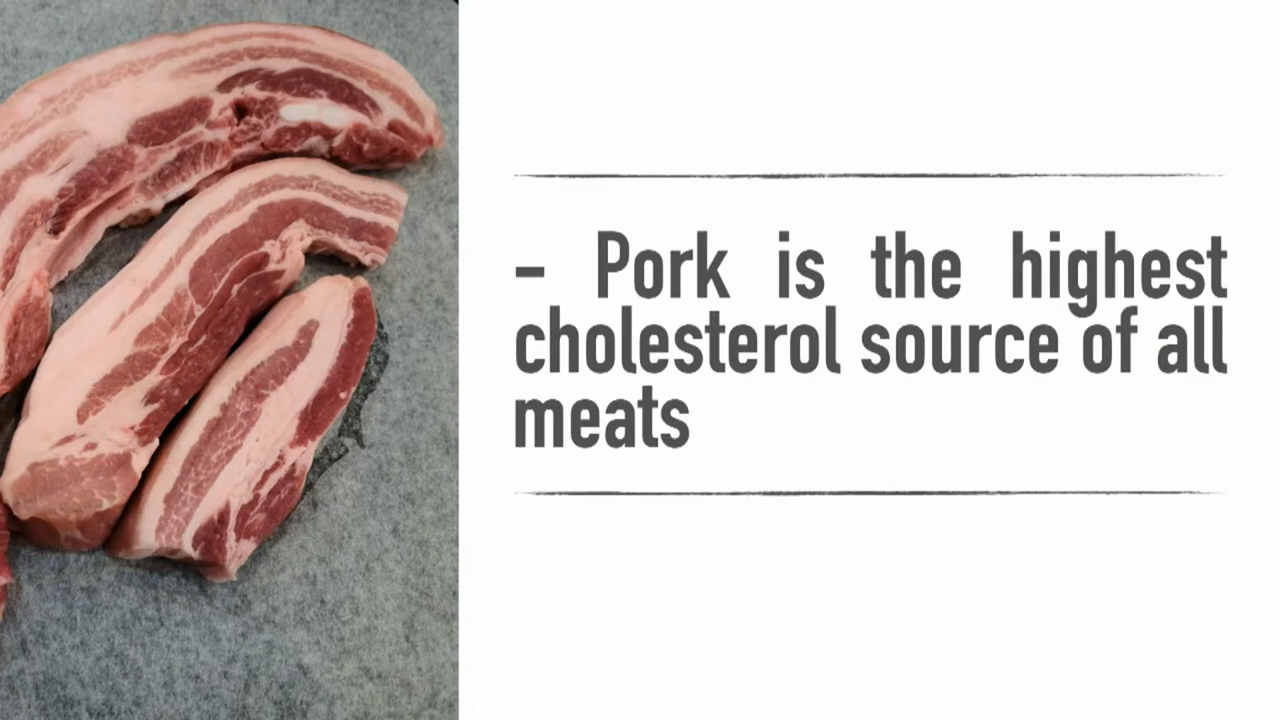 – Pork is the highest
cholesterol source of all
meats